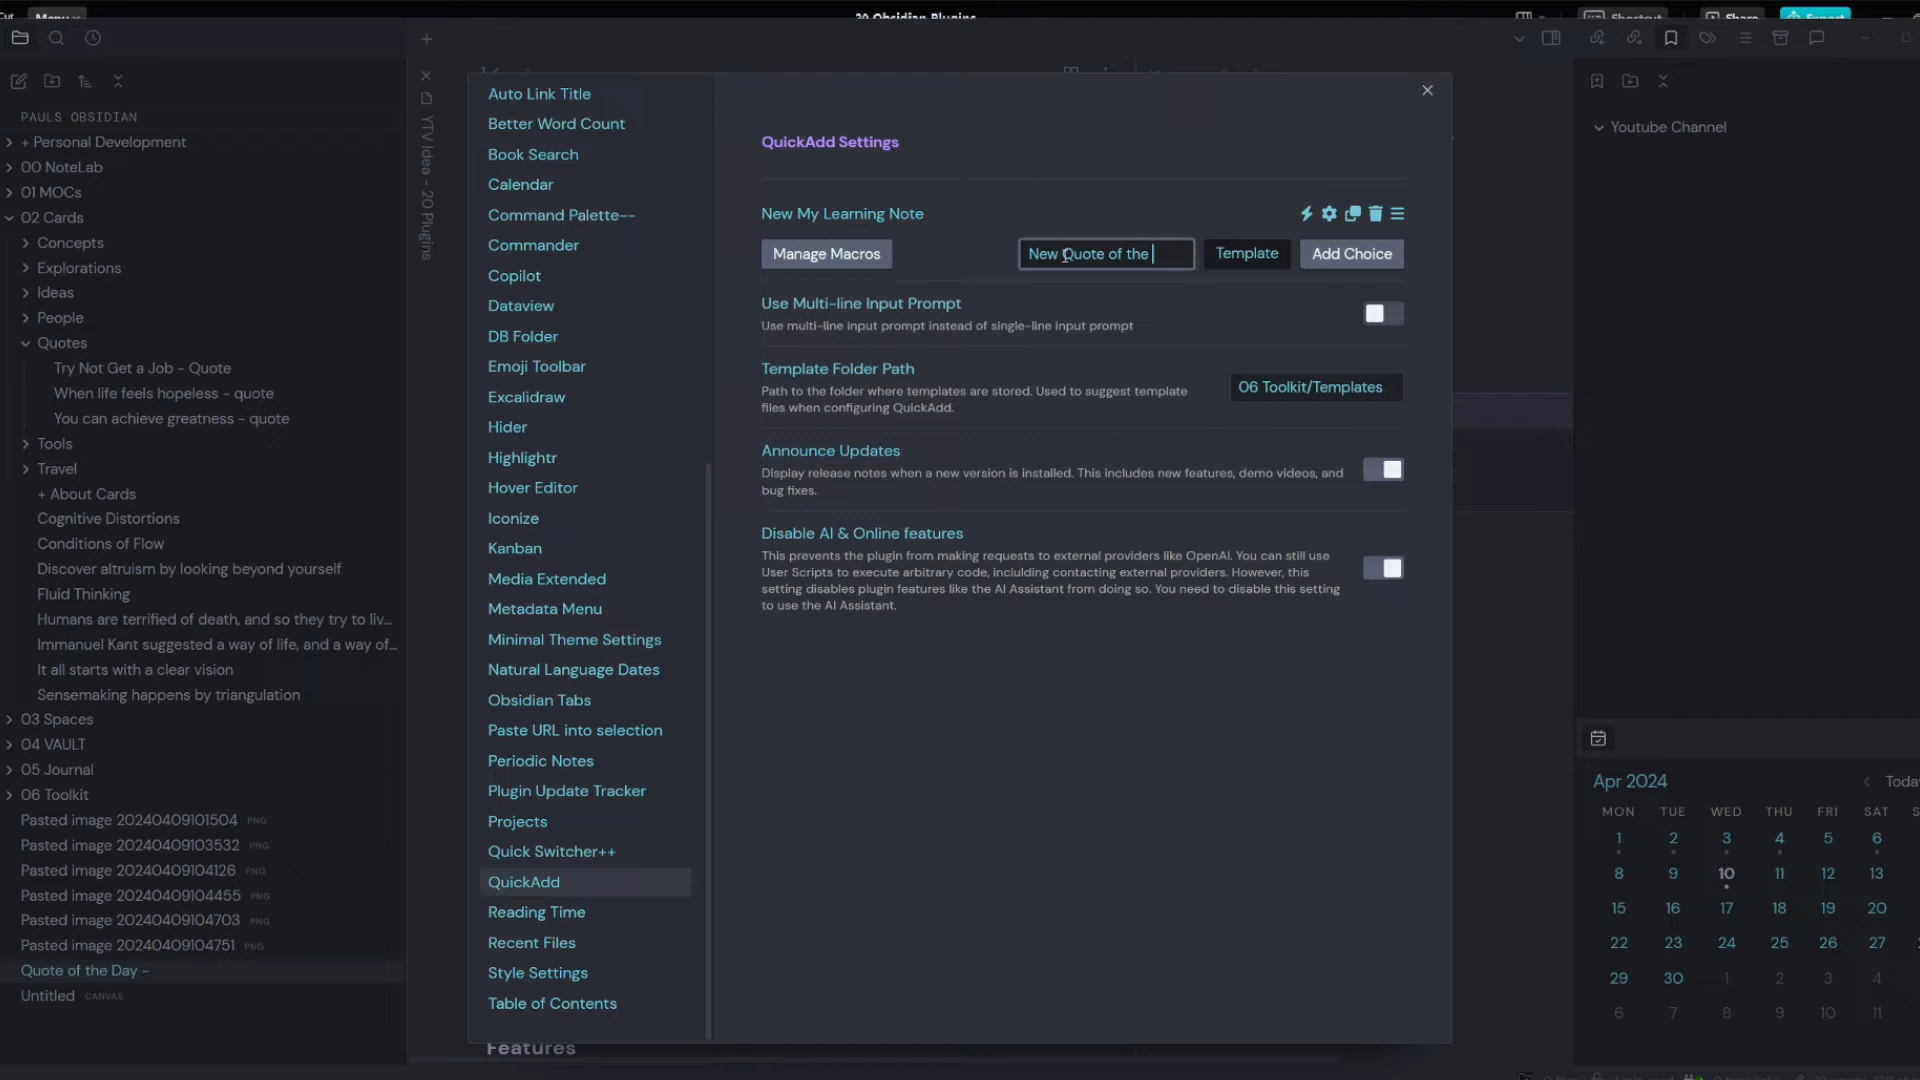 Menu
20 Obsidian Plugins
Shortcut
Share
Export
PAULS OBSIDIAN
+ Personal Development
00 NoteLab
01 MOCs
02 Cards
Concepts
Explorations
Ideas
People
Quotes
Try Not Get a Job - Quote
When life feels hopeless - quote
You can achieve greatness - quote
Tools
Travel
+ About Cards
Cognitive Distortions
Conditions of Flow
Discover altruism by looking beyond yourself
Fluid Thinking
Humans are terrified of death, and so they try to liv...
Immanuel Kant suggested a way of life, and a way of...
It all starts with a clear vision
Sensemaking happens by triangulation
03 Spaces
04 VAULT
05 Journal
06 Toolkit
Pasted image 20240409101504 PNG
Pasted image 20240409103532 PNG
Pasted image 20240409104126 PNG
Pasted image 20240409104455 PNG
Pasted image 20240409104703 PNG
Pasted image 20240409104751 PNG
Quote of the Day -
Untitled CANVAS
YTV Idea - 20 Plugins
Auto Link Title
Better Word Count
Book Search
Calendar
Command Palette--
Commander
Copilot
Dataview
DB Folder
Emoji Toolbar
Excalidraw
Hider
Highlightr
Hover Editor
Iconize
Kanban
Media Extended
Metadata Menu
Minimal Theme Settings
Natural Language Dates
Obsidian Tabs
Paste URL into selection
Periodic Notes
Plugin Update Tracker
Projects
Quick Switcher++
QuickAdd
Reading Time
Recent Files
Style Settings
Table of Contents
Features
QuickAdd Settings
New My Learning Note
Manage Macros
New Quote of the
Template
Add Choice
Use Multi-line Input Prompt
Use multi-line input prompt instead of single-line input prompt
Template Folder Path
Path to the folder where templates are stored. Used to suggest template
files when configuring QuickAdd.
06 Toolkit/Templates
Announce Updates
Display release notes when a new version is installed. This includes new features, demo videos, and
bug fixes.
Disable AI & Online features
This prevents the plugin from making requests to external providers like OpenAI. You can still use
User Scripts to execute arbitrary code, inclulding contacting external providers. However, this
setting disables plugin features like the AI Assistant from doing so. You need to disable this setting
to use the AI Assistant.
Youtube Channel
Apr 2024
Today
MON TUE WED THU FRI SAT
1 2 3 4 5 6
8 9 10 11 12 13
15 16 17 18 19 20
22 23 24 25 26 27
29 30 1 2 3 4
6 7 8 9 10 11